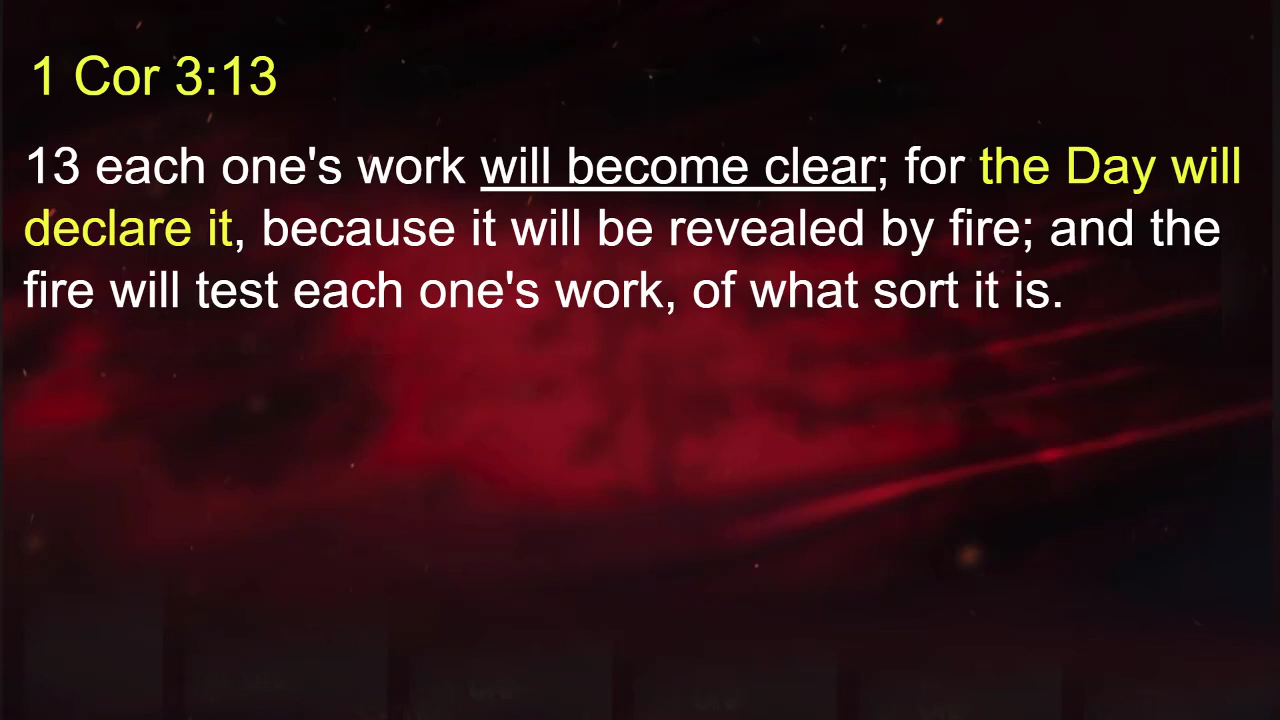 1 Cor 3:13
13 each one's work will become clear; for the Day will
declare it, because it will be revealed by fire; and the
fire will test each one's work, of what sort it is.